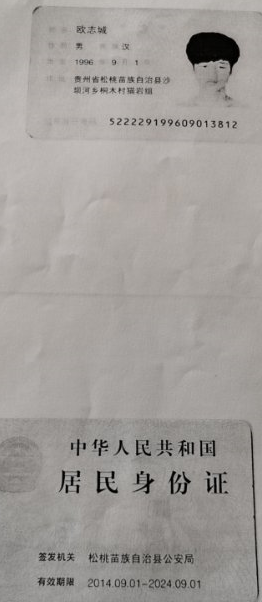 欧志城
男 汉
1996 9 1
贵州省松桃苗族自治县沙
坝河乡桐木村猫岩组
522229199609013812
中华人民共和国
居民身份证
签发机关 松桃苗族自治县公安局
有效期限 2014.09.01-2024.09.01